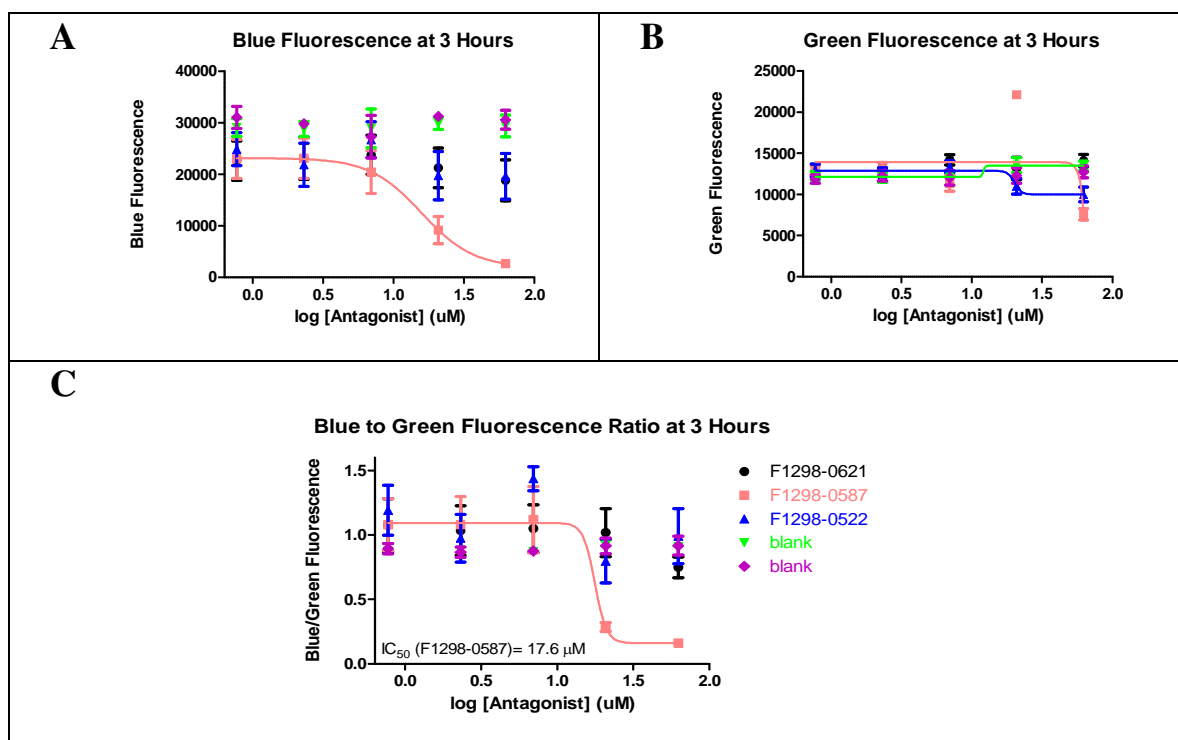 A
Blue Fluorescence at 3 Hours
40000
30000
20000
10000
0
Blue Fluorescence
0.0 0.5 1.0 1.5 2.0
log [Antagonist] (uM)
B
Green Fluorescence at 3 Hours
25000
20000
15000
10000
5000
0
Green Fluorescence
0.0 0.5 1.0 1.5 2.0
log [Antagonist] (uM)
C
Blue to Green Fluorescence Ratio at 3 Hours
1.5
1.0
0.5
0.0
Blue/Green Fluorescence
IC50 (F1298-0587)= 17.6 μM
0.0 0.5 1.0 1.5 2.0
log [Antagonist] (uM)
F1298-0621
F1298-0587
F1298-0522
blank
blank